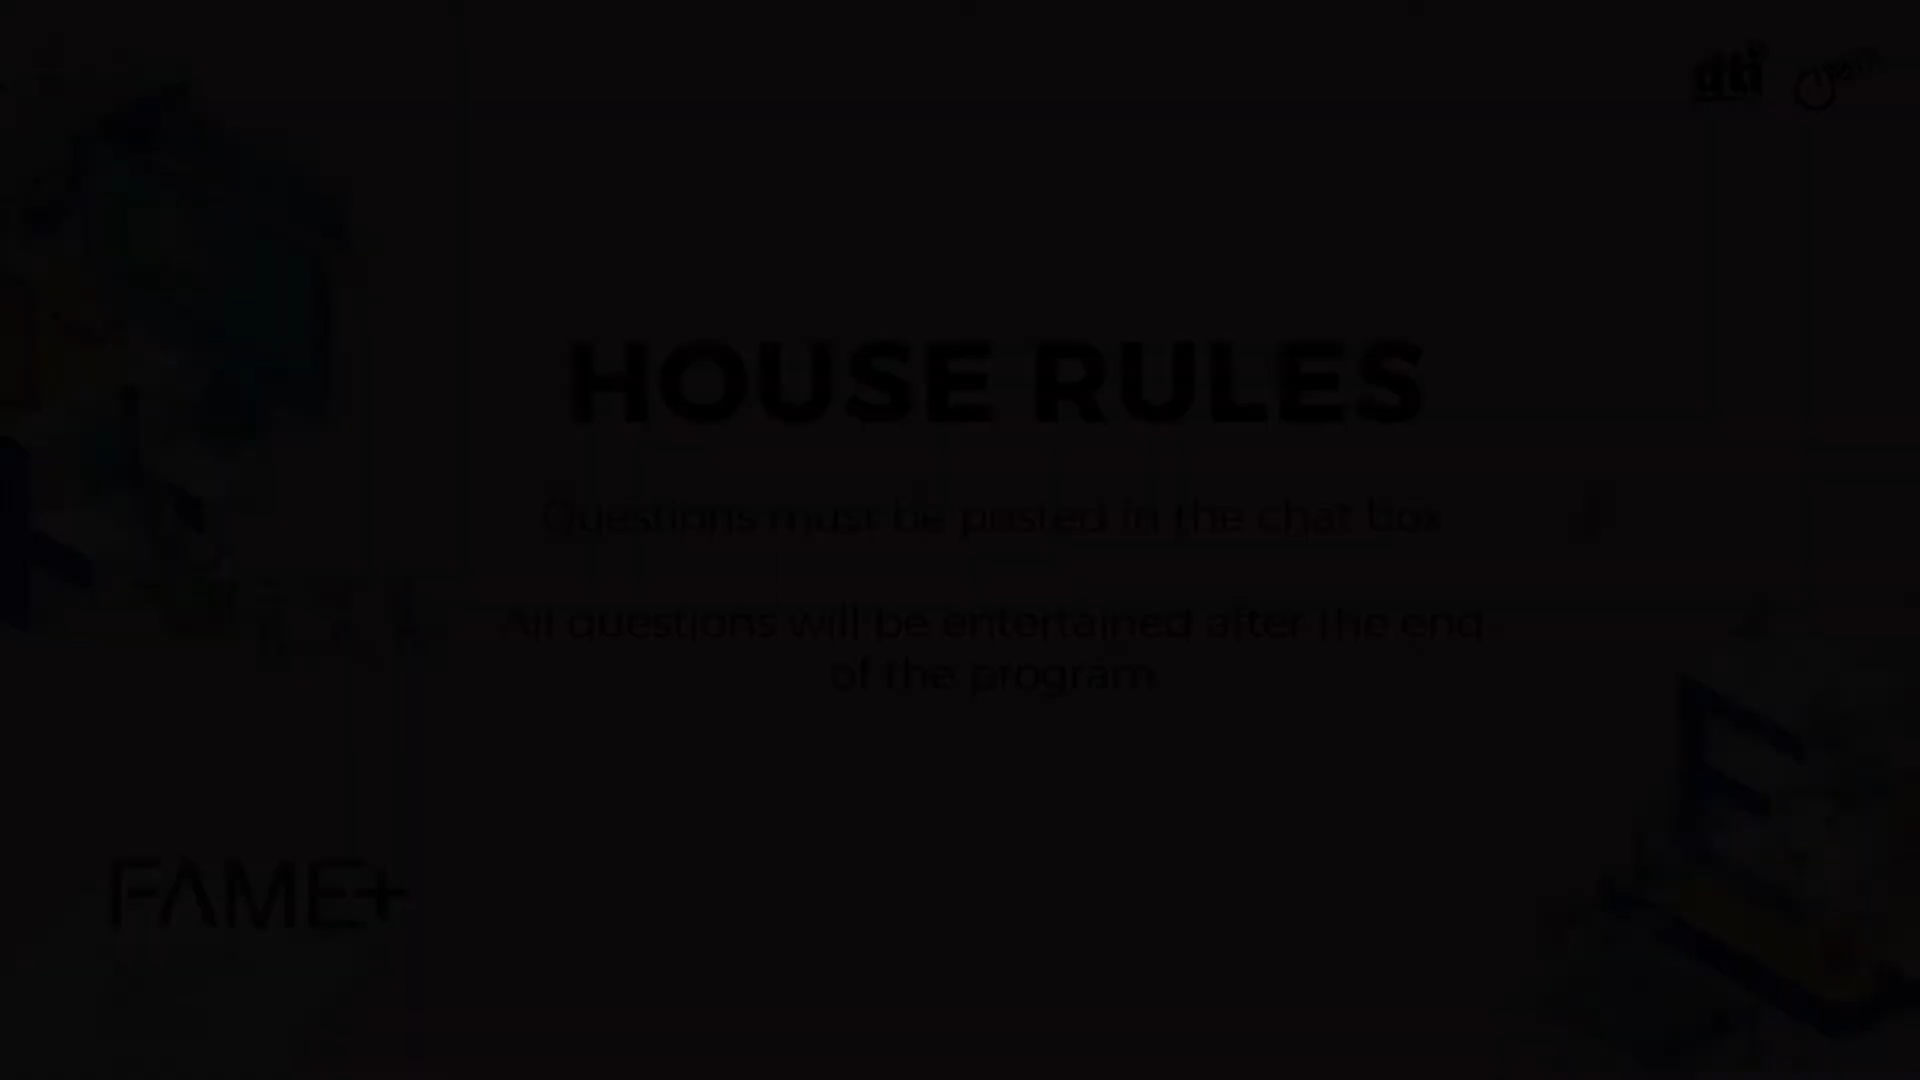 dti
HOUSE RULES
Questions must be posted in the chat box
All questions will be entertained after the end
of the program
FAME+